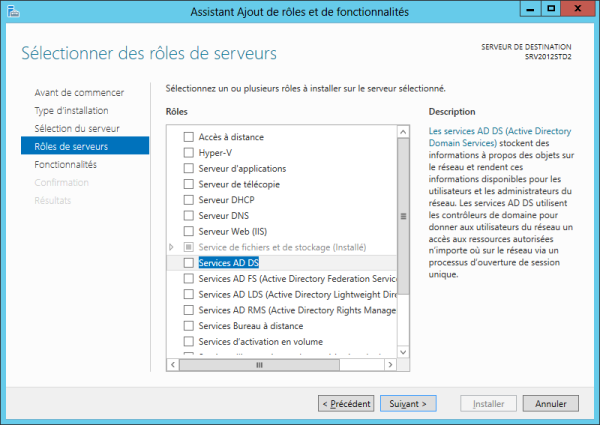 Assistant Ajout de rôles et de fonctionnalités
Sélectionner des rôles de serveurs
SERVEUR DE DESTINATION
SRV2012STD2
Avant de commencer
Type d'installation
Sélection du serveur
Rôles de serveurs
Fonctionnalités
Confirmation
Résultats
Sélectionnez un ou plusieurs rôles à installer sur le serveur sélectionné.
Rôles
Accès à distance
Hyper-V
Serveur d'applications
Serveur de télécopie
Serveur DHCP
Serveur DNS
Serveur Web (IIS)
Service de fichiers et de stockage (Installé)
Services AD DS
Services AD FS (Active Directory Federation Service
Services AD LDS (Active Directory Lightweight Dire
Services AD RMS (Active Directory Rights Manage
Services Bureau à distance
Services d'activation en volume
Description
Les services AD DS (Active Directory
Domain Services) stockent des
informations à propos des objets sur
le réseau et rendent ces
informations disponibles pour les
utilisateurs et les administrateurs du
réseau. Les services AD DS utilisent
les contrôleurs de domaine pour
donner aux utilisateurs du réseau un
accès aux ressources autorisées
n'importe où sur le réseau via un
processus d'ouverture de session
unique.
< Précédent
Suivant >
Installer
Annuler